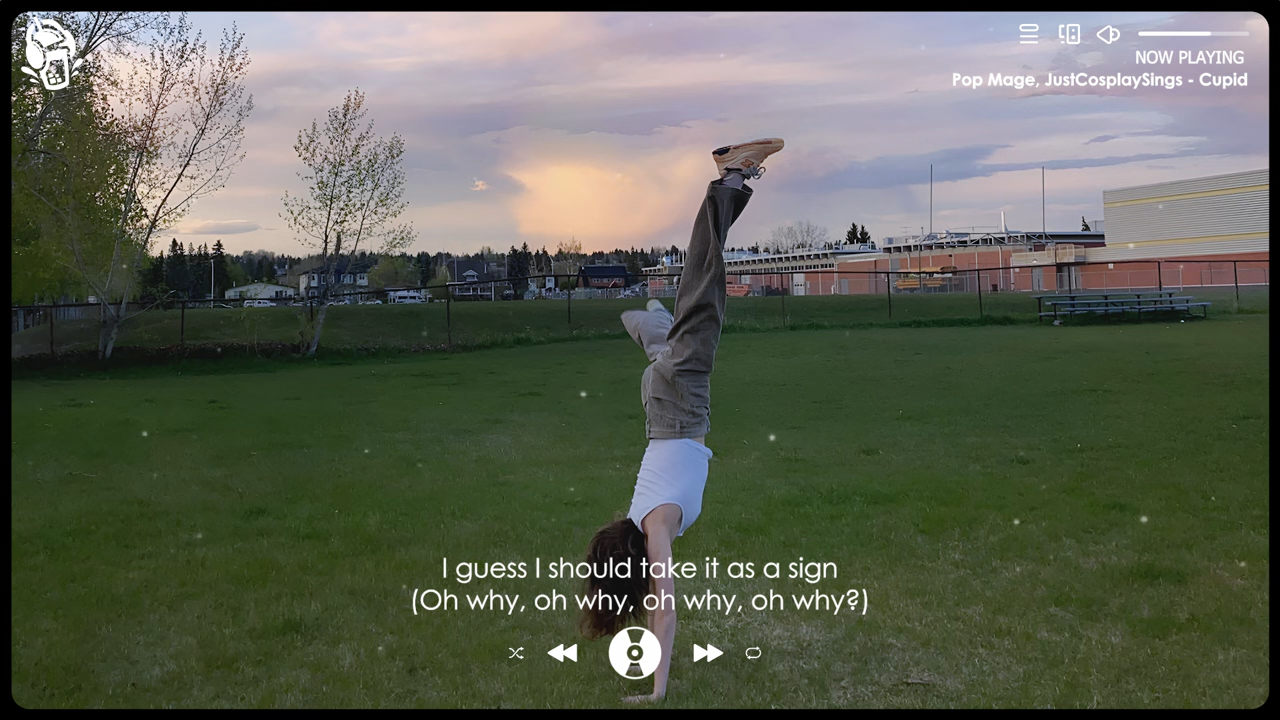 NOW PLAYING
Pop Mage, JustCosplaySings - Cupid
I guess I should take it as a sign
(Oh why, oh why, oh why, oh why?)